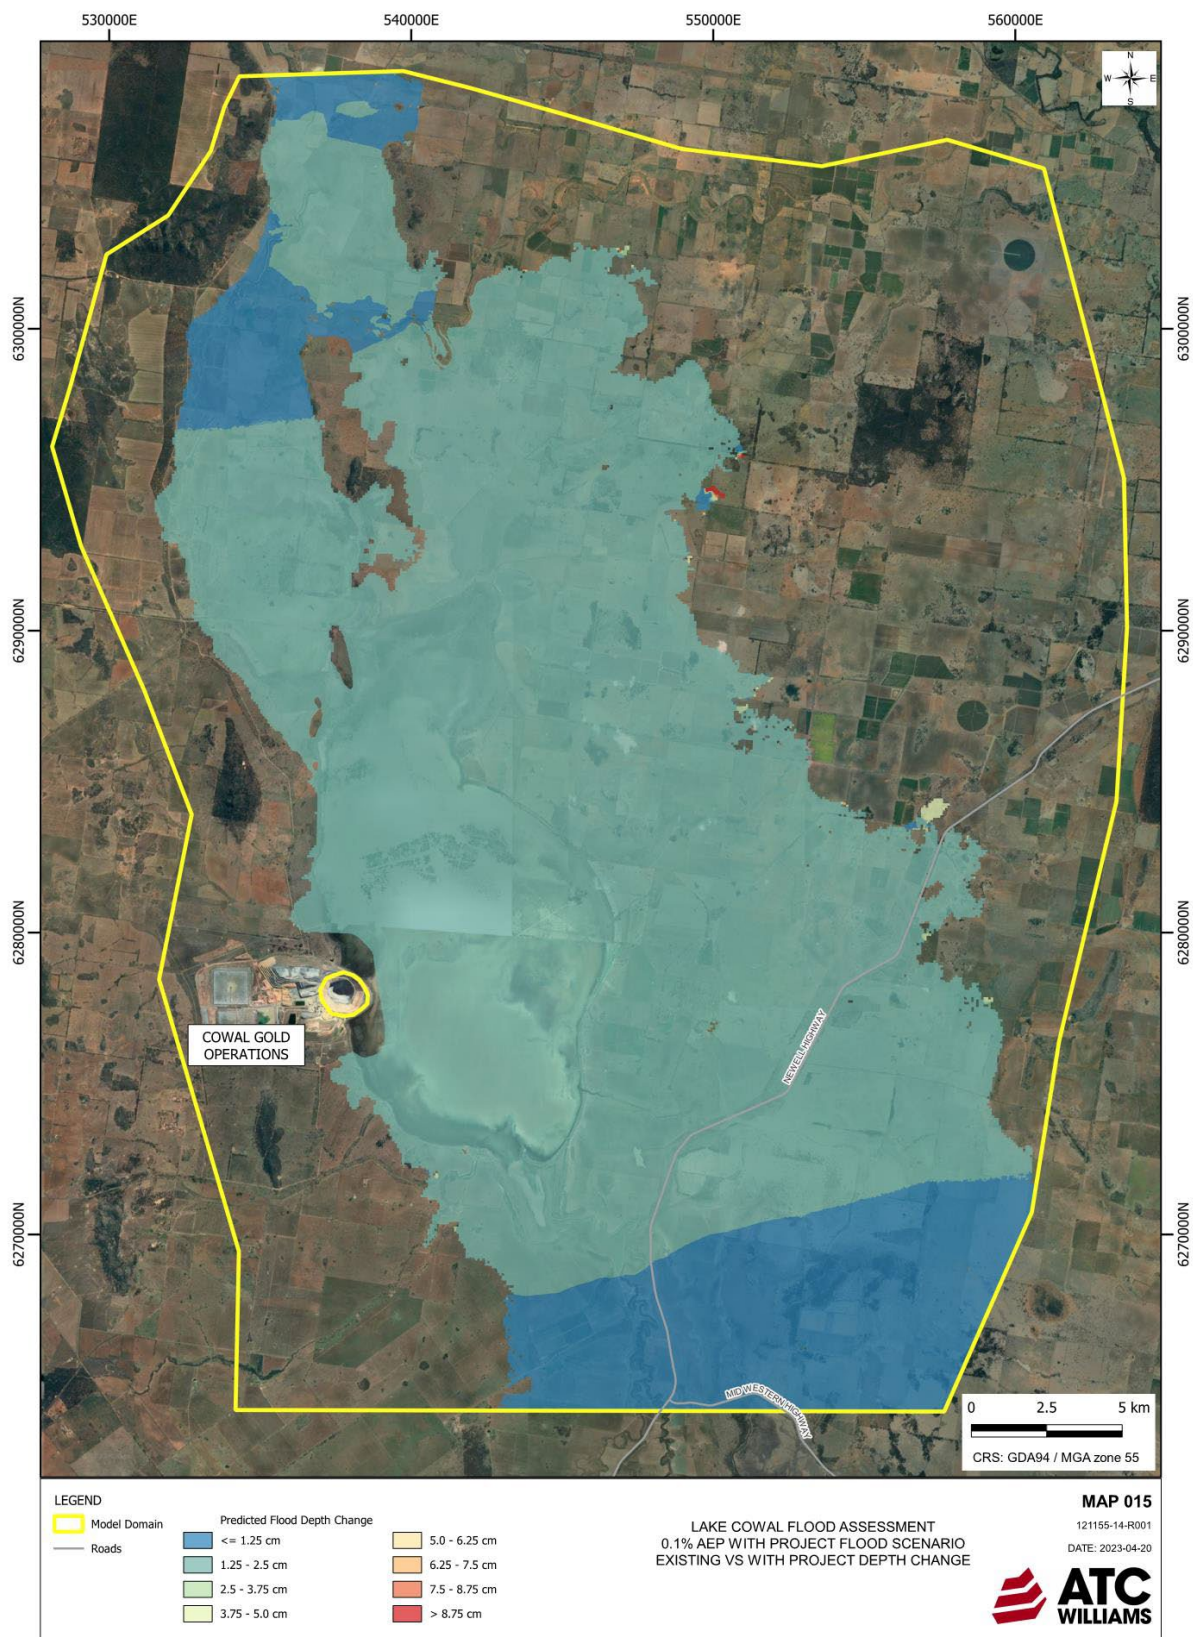 530000E 540000E 550000E 560000E
N
W E
S
6300000N 6300000N
6290000N 6290000N
6280000N 6280000N
COWAL GOLD
OPERATIONS
NEWELL HIGHWAY
6270000N 6270000N
MID WESTERN HIGHWAY
0 2.5 5 km
CRS: GDA94 / MGA zone 55
LEGEND
Model Domain
Roads
Predicted Flood Depth Change
<= 1.25 cm
1.25 - 2.5 cm
2.5 - 3.75 cm
3.75 - 5.0 cm
5.0 - 6.25 cm
6.25 - 7.5 cm
7.5 - 8.75 cm
> 8.75 cm
LAKE COWAL FLOOD ASSESSMENT
0.1% AEP WITH PROJECT FLOOD SCENARIO
EXISTING VS WITH PROJECT DEPTH CHANGE
MAP 015
121155-14-R001
DATE: 2023-04-20
ATC
WILLIAMS